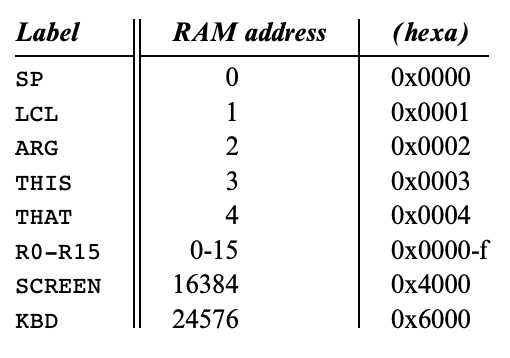 Label RAM address (hexa)
SP 0 0x0000
LCL 1 0x0001
ARG 2 0x0002
THIS 3 0x0003
THAT 4 0x0004
R0-R15 0-15 0x0000-f
SCREEN 16384 0x4000
KBD 24576 0x6000